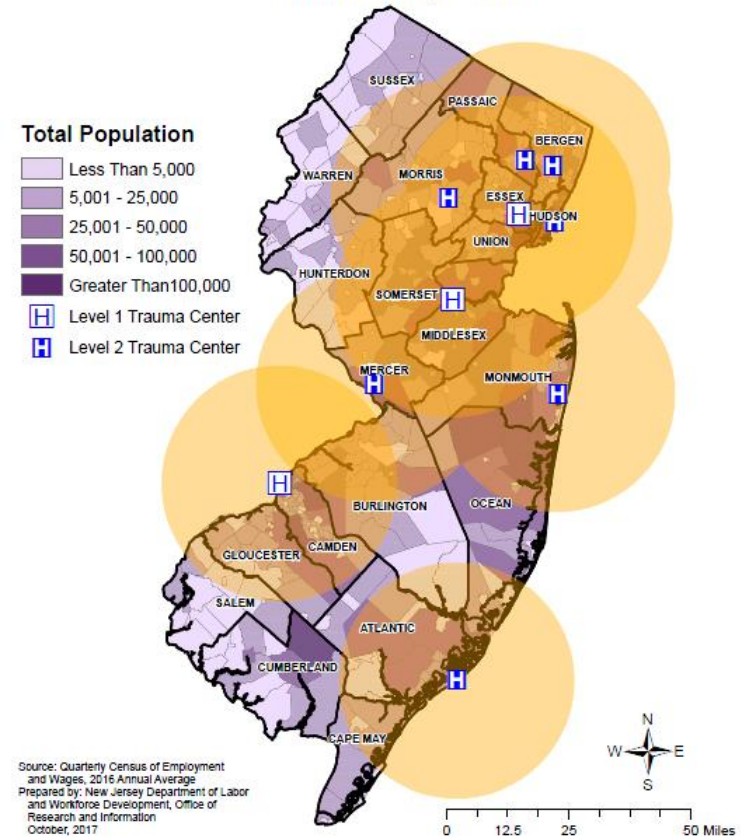 SUSSEX
PASSAIC
BERGEN
WARREN
MORRIS
ESSEX
HUDSON
UNION
HUNTERDON
SOMERSET
MIDDLESEX
MERCER
MONMOUTH
OCEAN
BURLINGTON
CAMDEN
GLOUCESTER
SALEM
ATLANTIC
CUMBERLAND
CAPE MAY
H
H
H
H
H
H
H
H
H
H
Total Population
Less Than 5,000
5,001 - 25,000
25,001 - 50,000
50,001 - 100,000
Greater Than100,000
H Level 1 Trauma Center
H Level 2 Trauma Center
Source: Quarterly Census of Employment
and Wages, 2016 Annual Average
Prepared by: New Jersey Department of Labor
and Workforce Development, Office of
Research and Information
October, 2017
N
W E
S
0 12.5 25 50 Miles